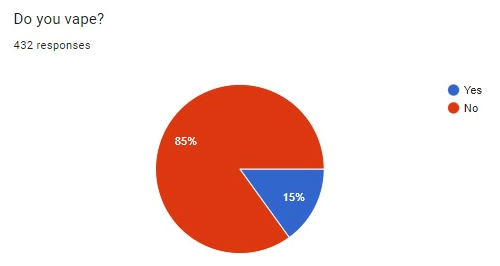 Do you vape?
432 responses
Yes
No
85%
15%